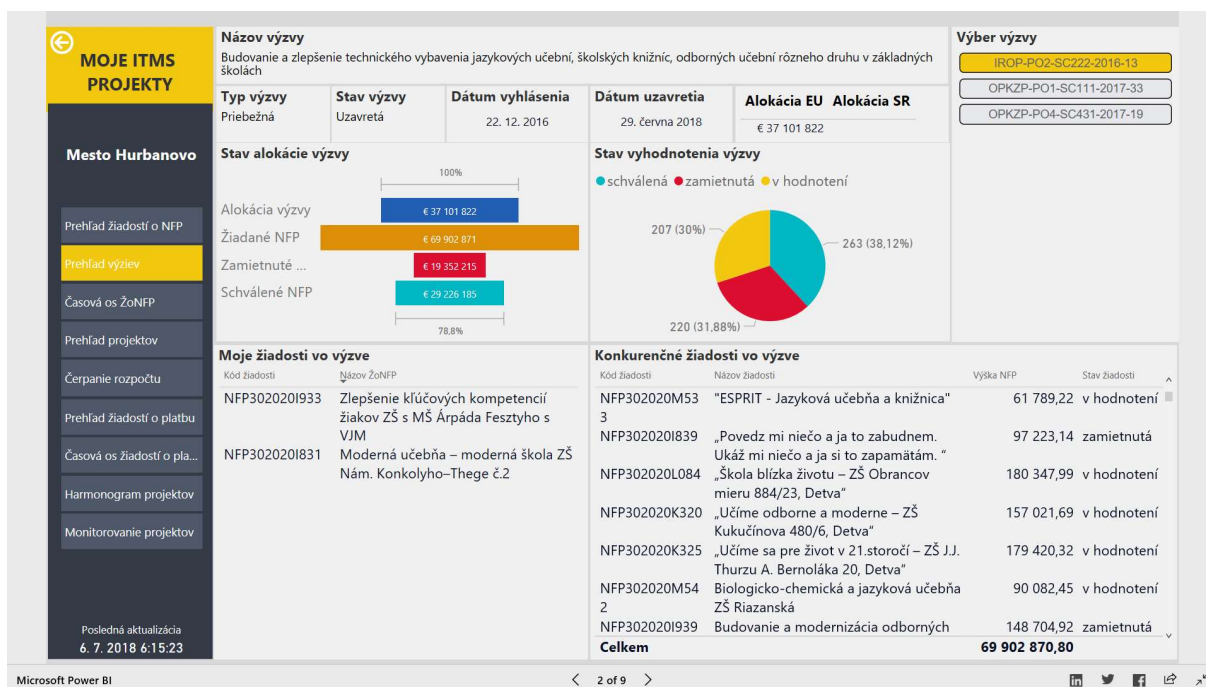 MOJE ITMS
PROJEKTY
Mesto Hurbanovo
Prehľad žiadostí o NFP
Prehľad výziev
Časová os ŽoNFP
Prehľad projektov
Čerpanie rozpočtu
Prehľad žiadostí o platbu
Časová os žiadostí o pla...
Harmonogram projektov
Monitorovanie projektov
Posledná aktualizácia
6. 7. 2018 6:15:23
Názov výzvy
Budovanie a zlepšenie technického vybavenia jazykových učební, školských knižníc, odborných učební rôzneho druhu v základných
školách
Typ výzvy
Priebežná
Stav výzvy
Uzavretá
Dátum vyhlásenia
22. 12. 2016
Dátum uzavretia
29. června 2018
Alokácia EU Alokácia SR
€ 37 101 822
Výber výzvy
IROP-PO2-SC222-2016-13
OPKZP-PO1-SC111-2017-33
OPKZP-PO4-SC431-2017-19
Stav alokácie výzvy
100%
Alokácia výzvy € 37 101 822
Žiadané NFP € 69 902 871
Zamietnuté ... € 19 352 215
Schválené NFP € 29 226 185
78,8%
Stav vyhodnotenia výzvy
schválená zamietnutá v hodnotení
207 (30%)
263 (38,12%)
220 (31,88%)
Moje žiadosti vo výzve
Kód žiadosti Názov ŽoNFP
NFP302020I933 Zlepšenie kľúčových kompetencií
žiakov ZŠ s MŠ Árpáda Fesztyho s
VJM
NFP302020I831 Moderná učebňa – moderná škola ZŠ
Nám. Konkolyho–Thege č.2
Konkurenčné žiadosti vo výzve
Kód žiadosti Názov žiadosti Výška NFP Stav žiadosti
NFP302020M53 "ESPRIT - Jazyková učebňa a knižnica" 61 789,22 v hodnotení
3
NFP302020I839 „Povedz mi niečo a ja to zabudnem. 97 223,14 zamietnutá
Ukáž mi niečo a ja si to zapamätám. “
NFP302020L084 „Škola blízka životu – ZŠ Obrancov 180 347,99 v hodnotení
mieru 884/23, Detva“
NFP302020K320 „Učíme odborne a moderne – ZŠ 157 021,69 v hodnotení
Kukučínova 480/6, Detva“
NFP302020K325 „Učíme sa pre život v 21.storočí – ZŠ J.J. 179 420,32 v hodnotení
Thurzu A. Bernoláka 20, Detva“
NFP302020M54 Biologicko-chemická a jazyková učebňa 90 082,45 v hodnotení
2 ZŠ Riazanská
NFP302020I939 Budovanie a modernizácia odborných 148 704,92 zamietnutá
Celkem 69 902 870,80
Microsoft Power BI
2 of 9